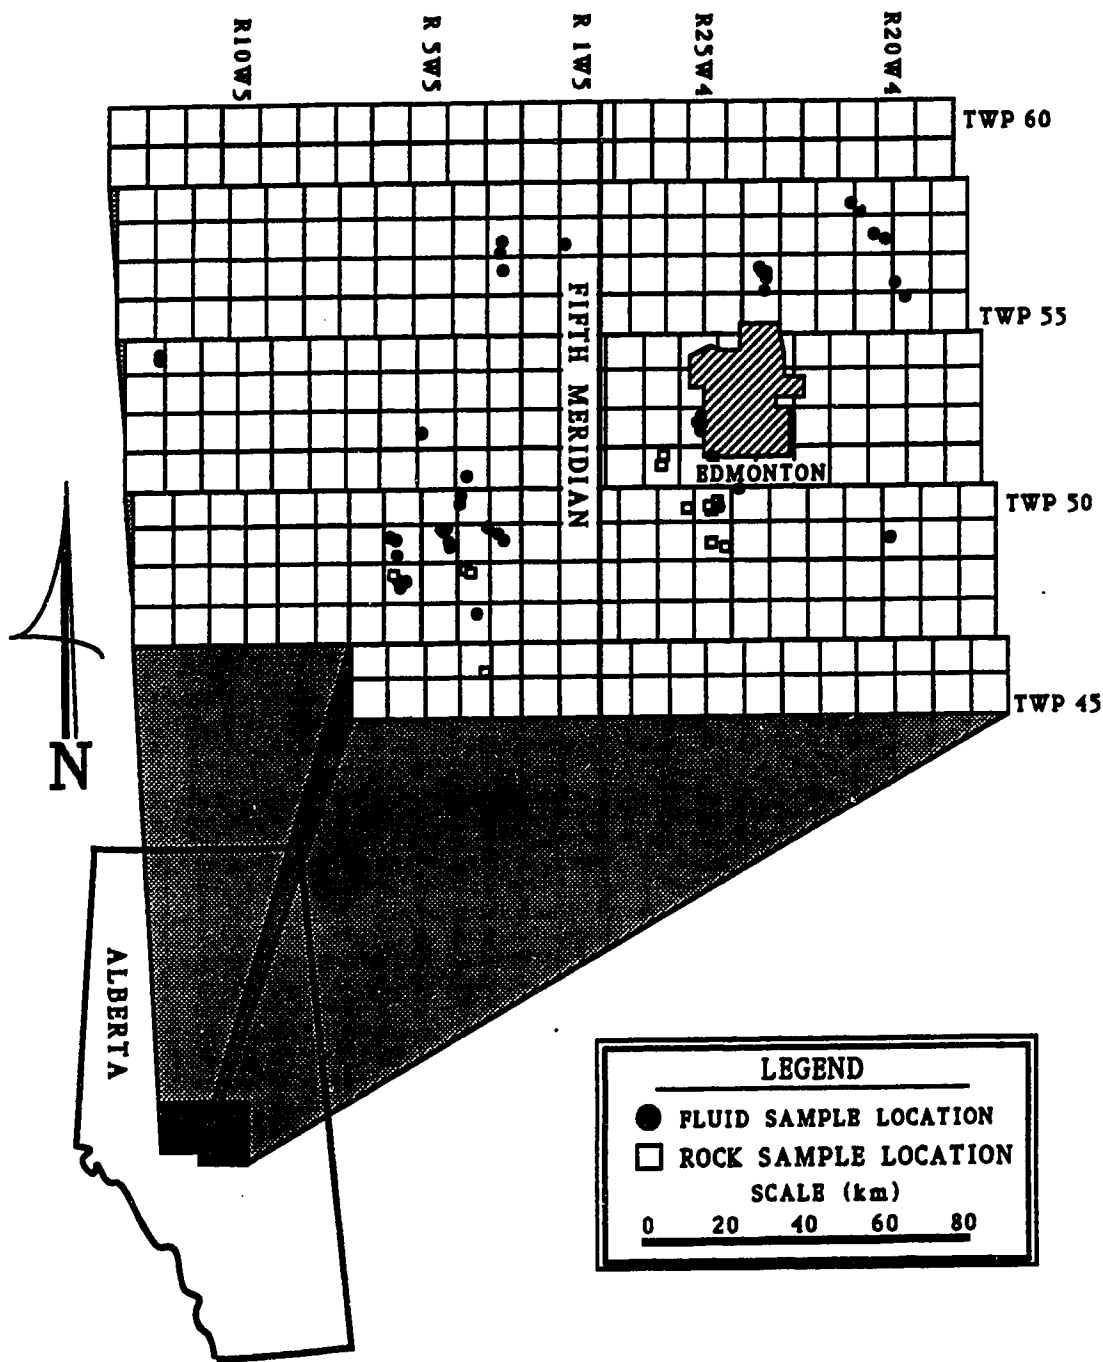 R10W5
R 5W5
R 1W5
R25W4
R20W4
TWP 60
TWP 55
FIFTH MERIDIAN
EDMONTON
TWP 50
TWP 45
N
ALBERTA
LEGEND
FLUID SAMPLE LOCATION
ROCK SAMPLE LOCATION
SCALE (km)
0 20 40 60 80